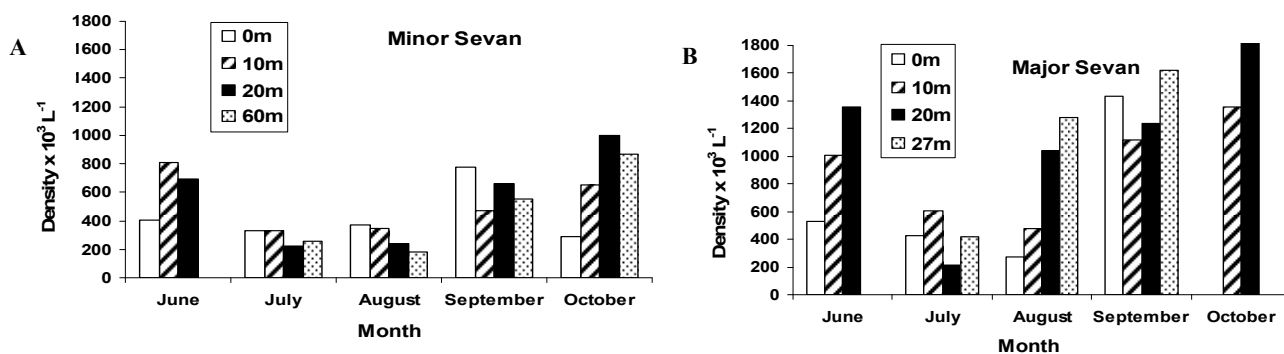 A
Minor Sevan
0m
10m
20m
60m
Density x 10³ L⁻¹
1800
1600
1400
1200
1000
800
600
400
200
0
June July August September October
Month
B
Major Sevan
0m
10m
20m
27m
Density x 10³ L⁻¹
1800
1600
1400
1200
1000
800
600
400
200
0
June July August September October
Month